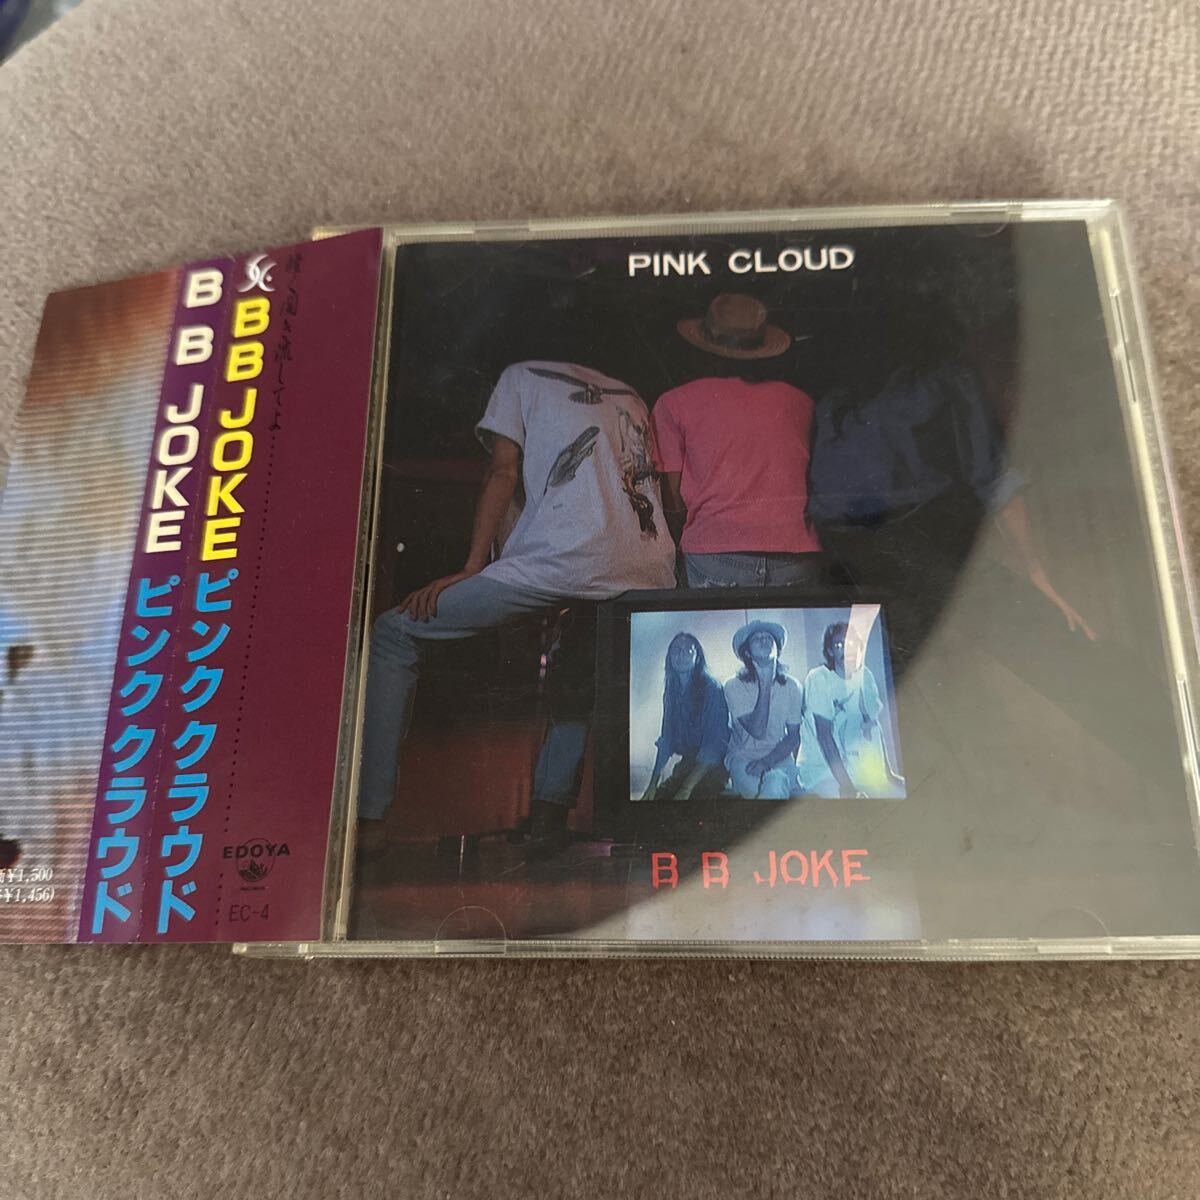 PINK CLOUD
B B JOKE
B B JOKE ピンククラウド
BB JOKE ピンククラウド
EDOYA
EC-4
¥1,500
¥1,456)